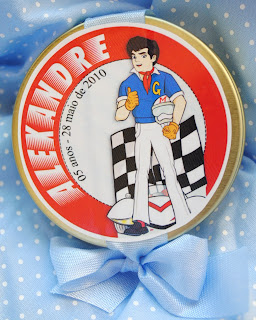 ALEXANDRE
05 anos - 28 maio de 2010
G
M